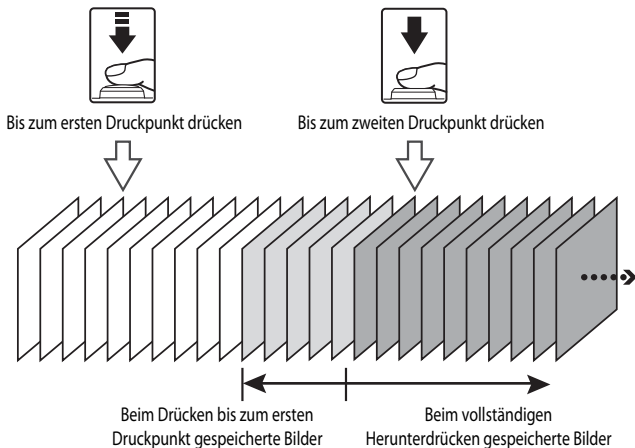 Bis zum ersten Druckpunkt drücken
Bis zum zweiten Druckpunkt drücken
Beim Drücken bis zum ersten
Druckpunkt gespeicherte Bilder
Beim vollständigen
Herunterdrücken gespeicherte Bilder